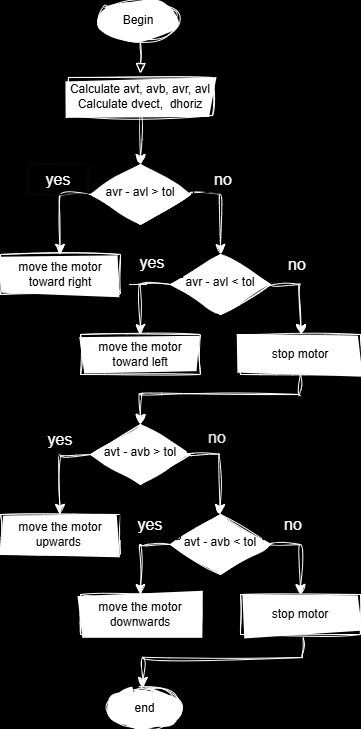 Begin
Calculate avt, avb, avr, avl
Calculate dvect, dhoriz
yes
avr - avl > tol
no
move the motor
toward right
yes
avr - avl < tol
no
move the motor
toward left
stop motor
yes
avt - avb > tol
no
move the motor
upwards
yes
avt - avb < tol
no
move the motor
downwards
stop motor
end